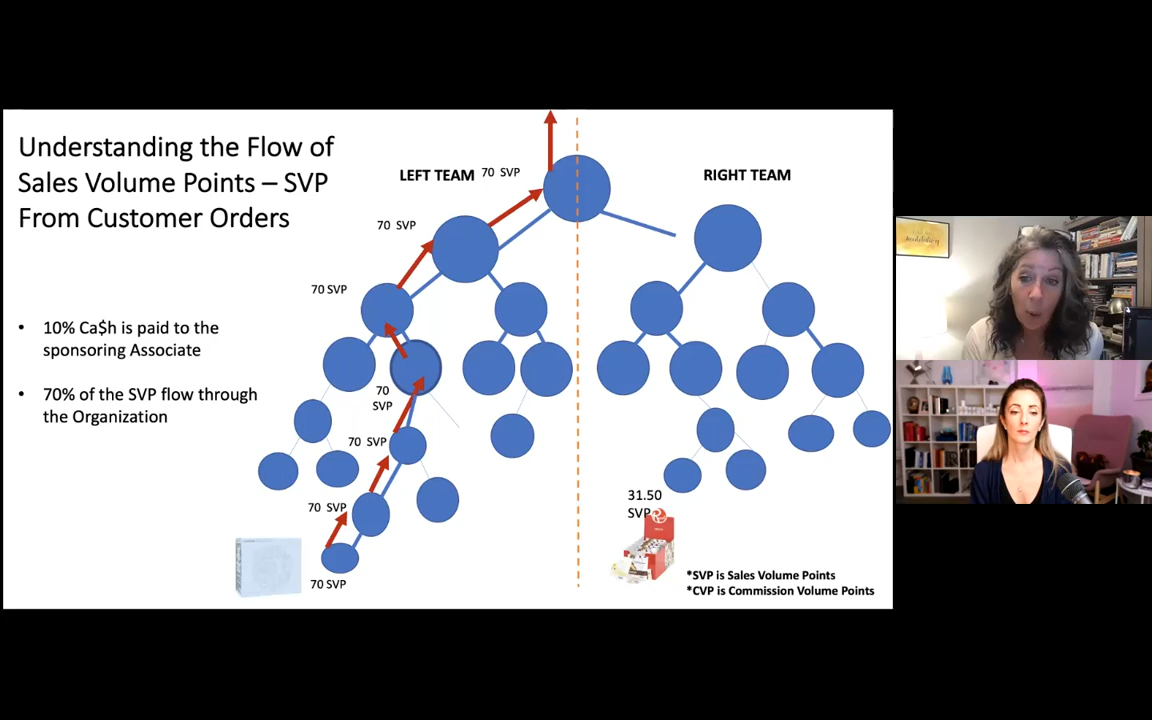 Understanding the Flow of
Sales Volume Points – SVP
From Customer Orders
• 10% Ca$h is paid to the
sponsoring Associate
• 70% of the SVP flow through
the Organization
LEFT TEAM
70 SVP
RIGHT TEAM
70 SVP
70 SVP
70
SVP
70 SVP
70 SVP
70 SVP
31.50
SVP
*SVP is Sales Volume Points
*CVP is Commission Volume Points
meditation